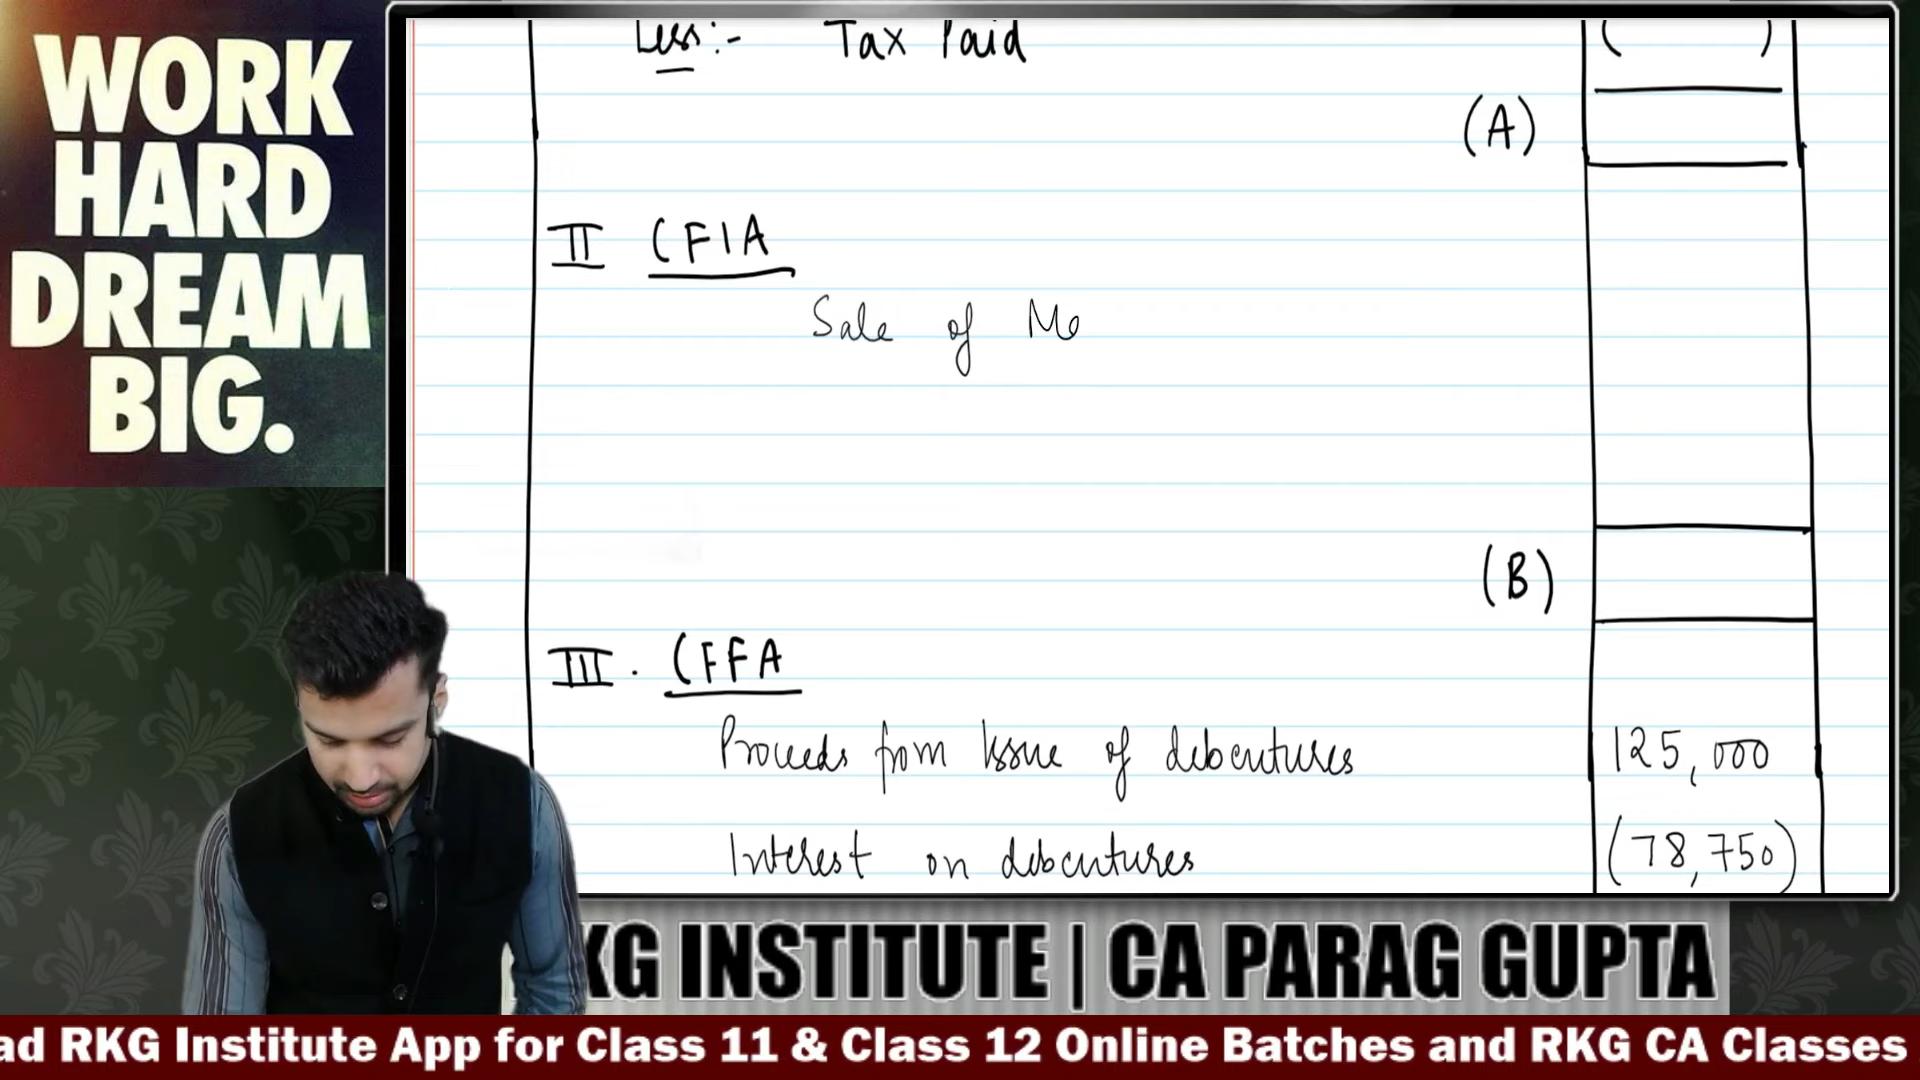 WORK
HARD
DREAM
BIG.
Less:- Tax Paid
( )
(A)
II CFIA
Sale of Mo
(B)
III. CFFA
Proceeds from Issue of debentures 125,000
Interest on debentures (78,750)
KG INSTITUTE | CA PARAG GUPTA
ad RKG Institute App for Class 11 & Class 12 Online Batches and RKG CA Classes